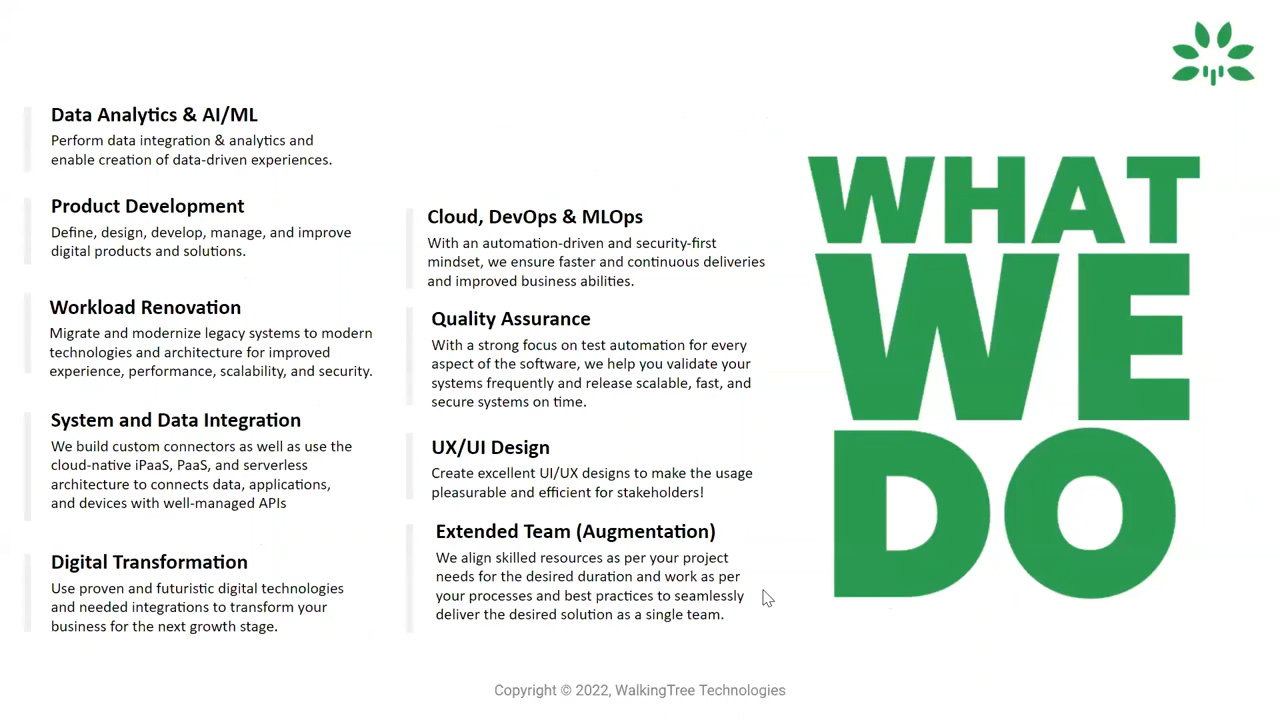 Data Analytics & AI/ML
Perform data integration & analytics and
enable creation of data-driven experiences.
Product Development
Define, design, develop, manage, and improve
digital products and solutions.
Workload Renovation
Migrate and modernize legacy systems to modern
technologies and architecture for improved
experience, performance, scalability, and security.
System and Data Integration
We build custom connectors as well as use the
cloud-native iPaaS, PaaS, and serverless
architecture to connects data, applications,
and devices with well-managed APIs
Digital Transformation
Use proven and futuristic digital technologies
and needed integrations to transform your
business for the next growth stage.
Cloud, DevOps & MLOps
With an automation-driven and security-first
mindset, we ensure faster and continuous deliveries
and improved business abilities.
Quality Assurance
With a strong focus on test automation for every
aspect of the software, we help you validate your
systems frequently and release scalable, fast, and
secure systems on time.
UX/UI Design
Create excellent UI/UX designs to make the usage
pleasurable and efficient for stakeholders!
Extended Team (Augmentation)
We align skilled resources as per your project
needs for the desired duration and work as per
your processes and best practices to seamlessly
deliver the desired solution as a single team.
WHAT
WE
DO
Copyright © 2022, WalkingTree Technologies